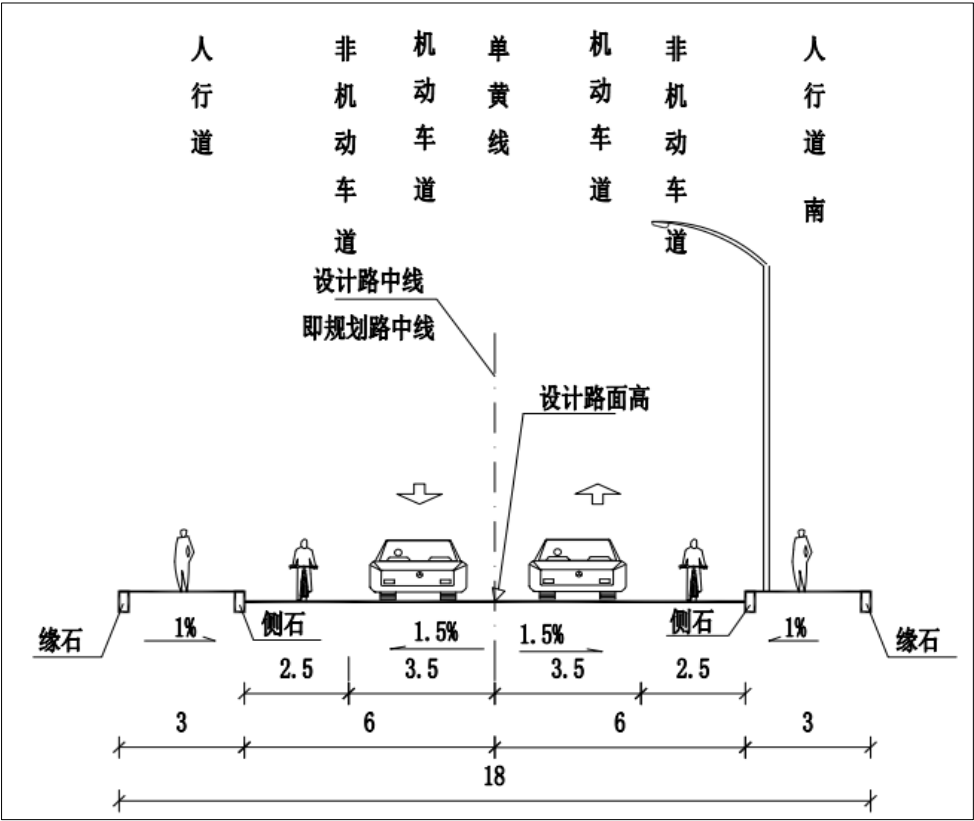 人行道
非机动车道
机动车道
单黄线
机动车道
非机动车道
人行道 南
设计路中线
即规划路中线
设计路面高
缘石
1%
侧石
1.5%
1.5%
侧石
1%
缘石
2.5
3.5
3.5
2.5
3
6
6
3
18